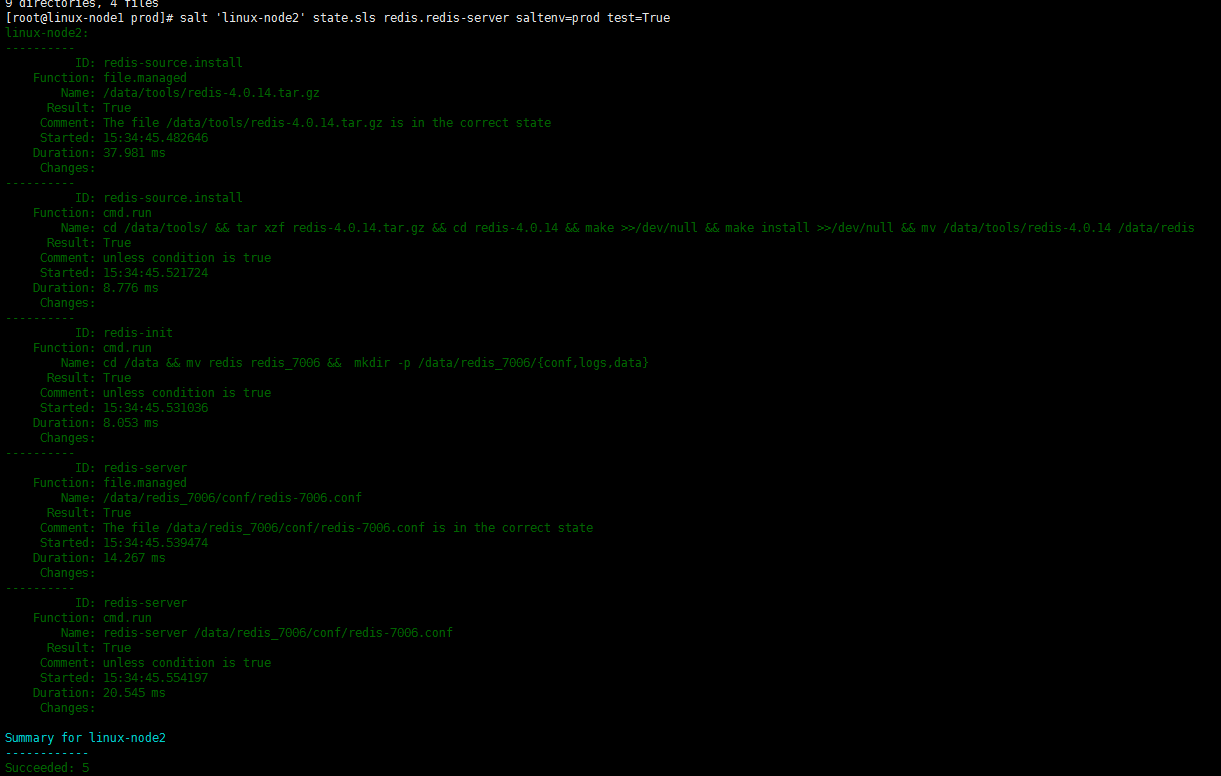 9 directories, 4 files
[root@linux-node1 prod]# salt 'linux-node2' state.sls redis.redis-server saltenv=prod test=True
linux-node2:
----------
          ID: redis-source.install
    Function: file.managed
        Name: /data/tools/redis-4.0.14.tar.gz
      Result: True
     Comment: The file /data/tools/redis-4.0.14.tar.gz is in the correct state
     Started: 15:34:45.482646
    Duration: 37.981 ms
     Changes:
----------
          ID: redis-source.install
    Function: cmd.run
        Name: cd /data/tools/ && tar xzf redis-4.0.14.tar.gz && cd redis-4.0.14 && make >>/dev/null && make install >>/dev/null && mv /data/tools/redis-4.0.14 /data/redis
      Result: True
     Comment: unless condition is true
     Started: 15:34:45.521724
    Duration: 8.776 ms
     Changes:
----------
          ID: redis-init
    Function: cmd.run
        Name: cd /data && mv redis redis_7006 &&  mkdir -p /data/redis_7006/{conf,logs,data}
      Result: True
     Comment: unless condition is true
     Started: 15:34:45.531036
    Duration: 8.053 ms
     Changes:
----------
          ID: redis-server
    Function: file.managed
        Name: /data/redis_7006/conf/redis-7006.conf
      Result: True
     Comment: The file /data/redis_7006/conf/redis-7006.conf is in the correct state
     Started: 15:34:45.539474
    Duration: 14.267 ms
     Changes:
----------
          ID: redis-server
    Function: cmd.run
        Name: redis-server /data/redis_7006/conf/redis-7006.conf
      Result: True
     Comment: unless condition is true
     Started: 15:34:45.554197
    Duration: 20.545 ms
     Changes:
Summary for linux-node2
------------
Succeeded: 5